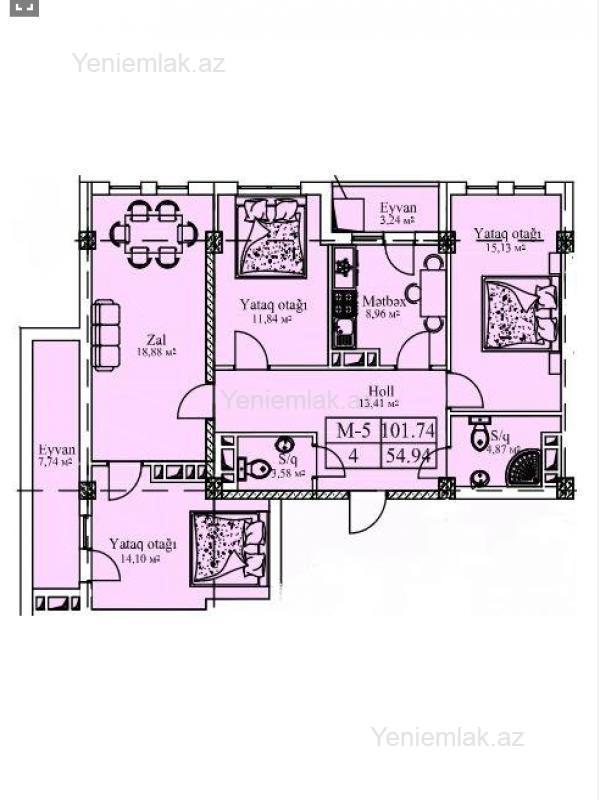 Yeniemlak.az
Eyvan
3,24 м²
Yataq otağı
15,13 м²
Yataq otağı
11,84 м²
Mətbəx
8,96 м²
Zal
18,88 м²
Holl
13,41 м²
Yeniemlak.az
M-5 101.74
4 54.94
S/q
4,87 м²
Eyvan
7,74 м²
S/q
3,58 м²
Yataq otağı
14,10 м²
Yeniemlak.az